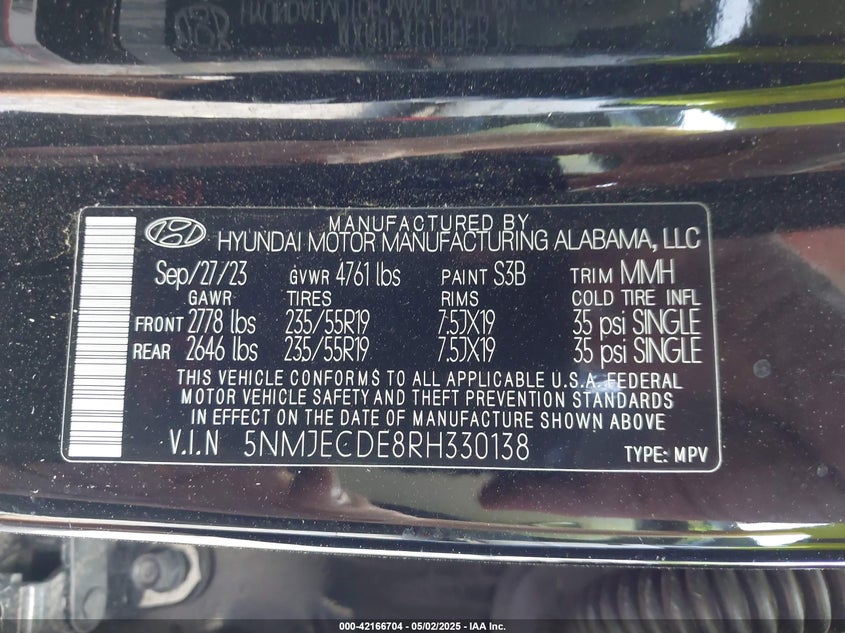 MANUFACTURED BY
HYUNDAI MOTOR MANUFACTURING ALABAMA, LLC
Sep/27/23 GVWR 4761 lbs PAINT S3B TRIM MMH
GAWR TIRES RIMS COLD TIRE INFL
FRONT 2778 lbs 235/55R19 7.5JX19 35 psi SINGLE
REAR 2646 lbs 235/55R19 7.5JX19 35 psi SINGLE
THIS VEHICLE CONFORMS TO ALL APPLICABLE U.S.A. FEDERAL
MOTOR VEHICLE SAFETY AND THEFT PREVENTION STANDARDS
IN EFFECT ON THE DATE OF MANUFACTURE SHOWN ABOVE
V.I.N 5NMJECDE8RH330138 TYPE: MPV
000-42166704 - 05/02/2025 - IAA Inc.